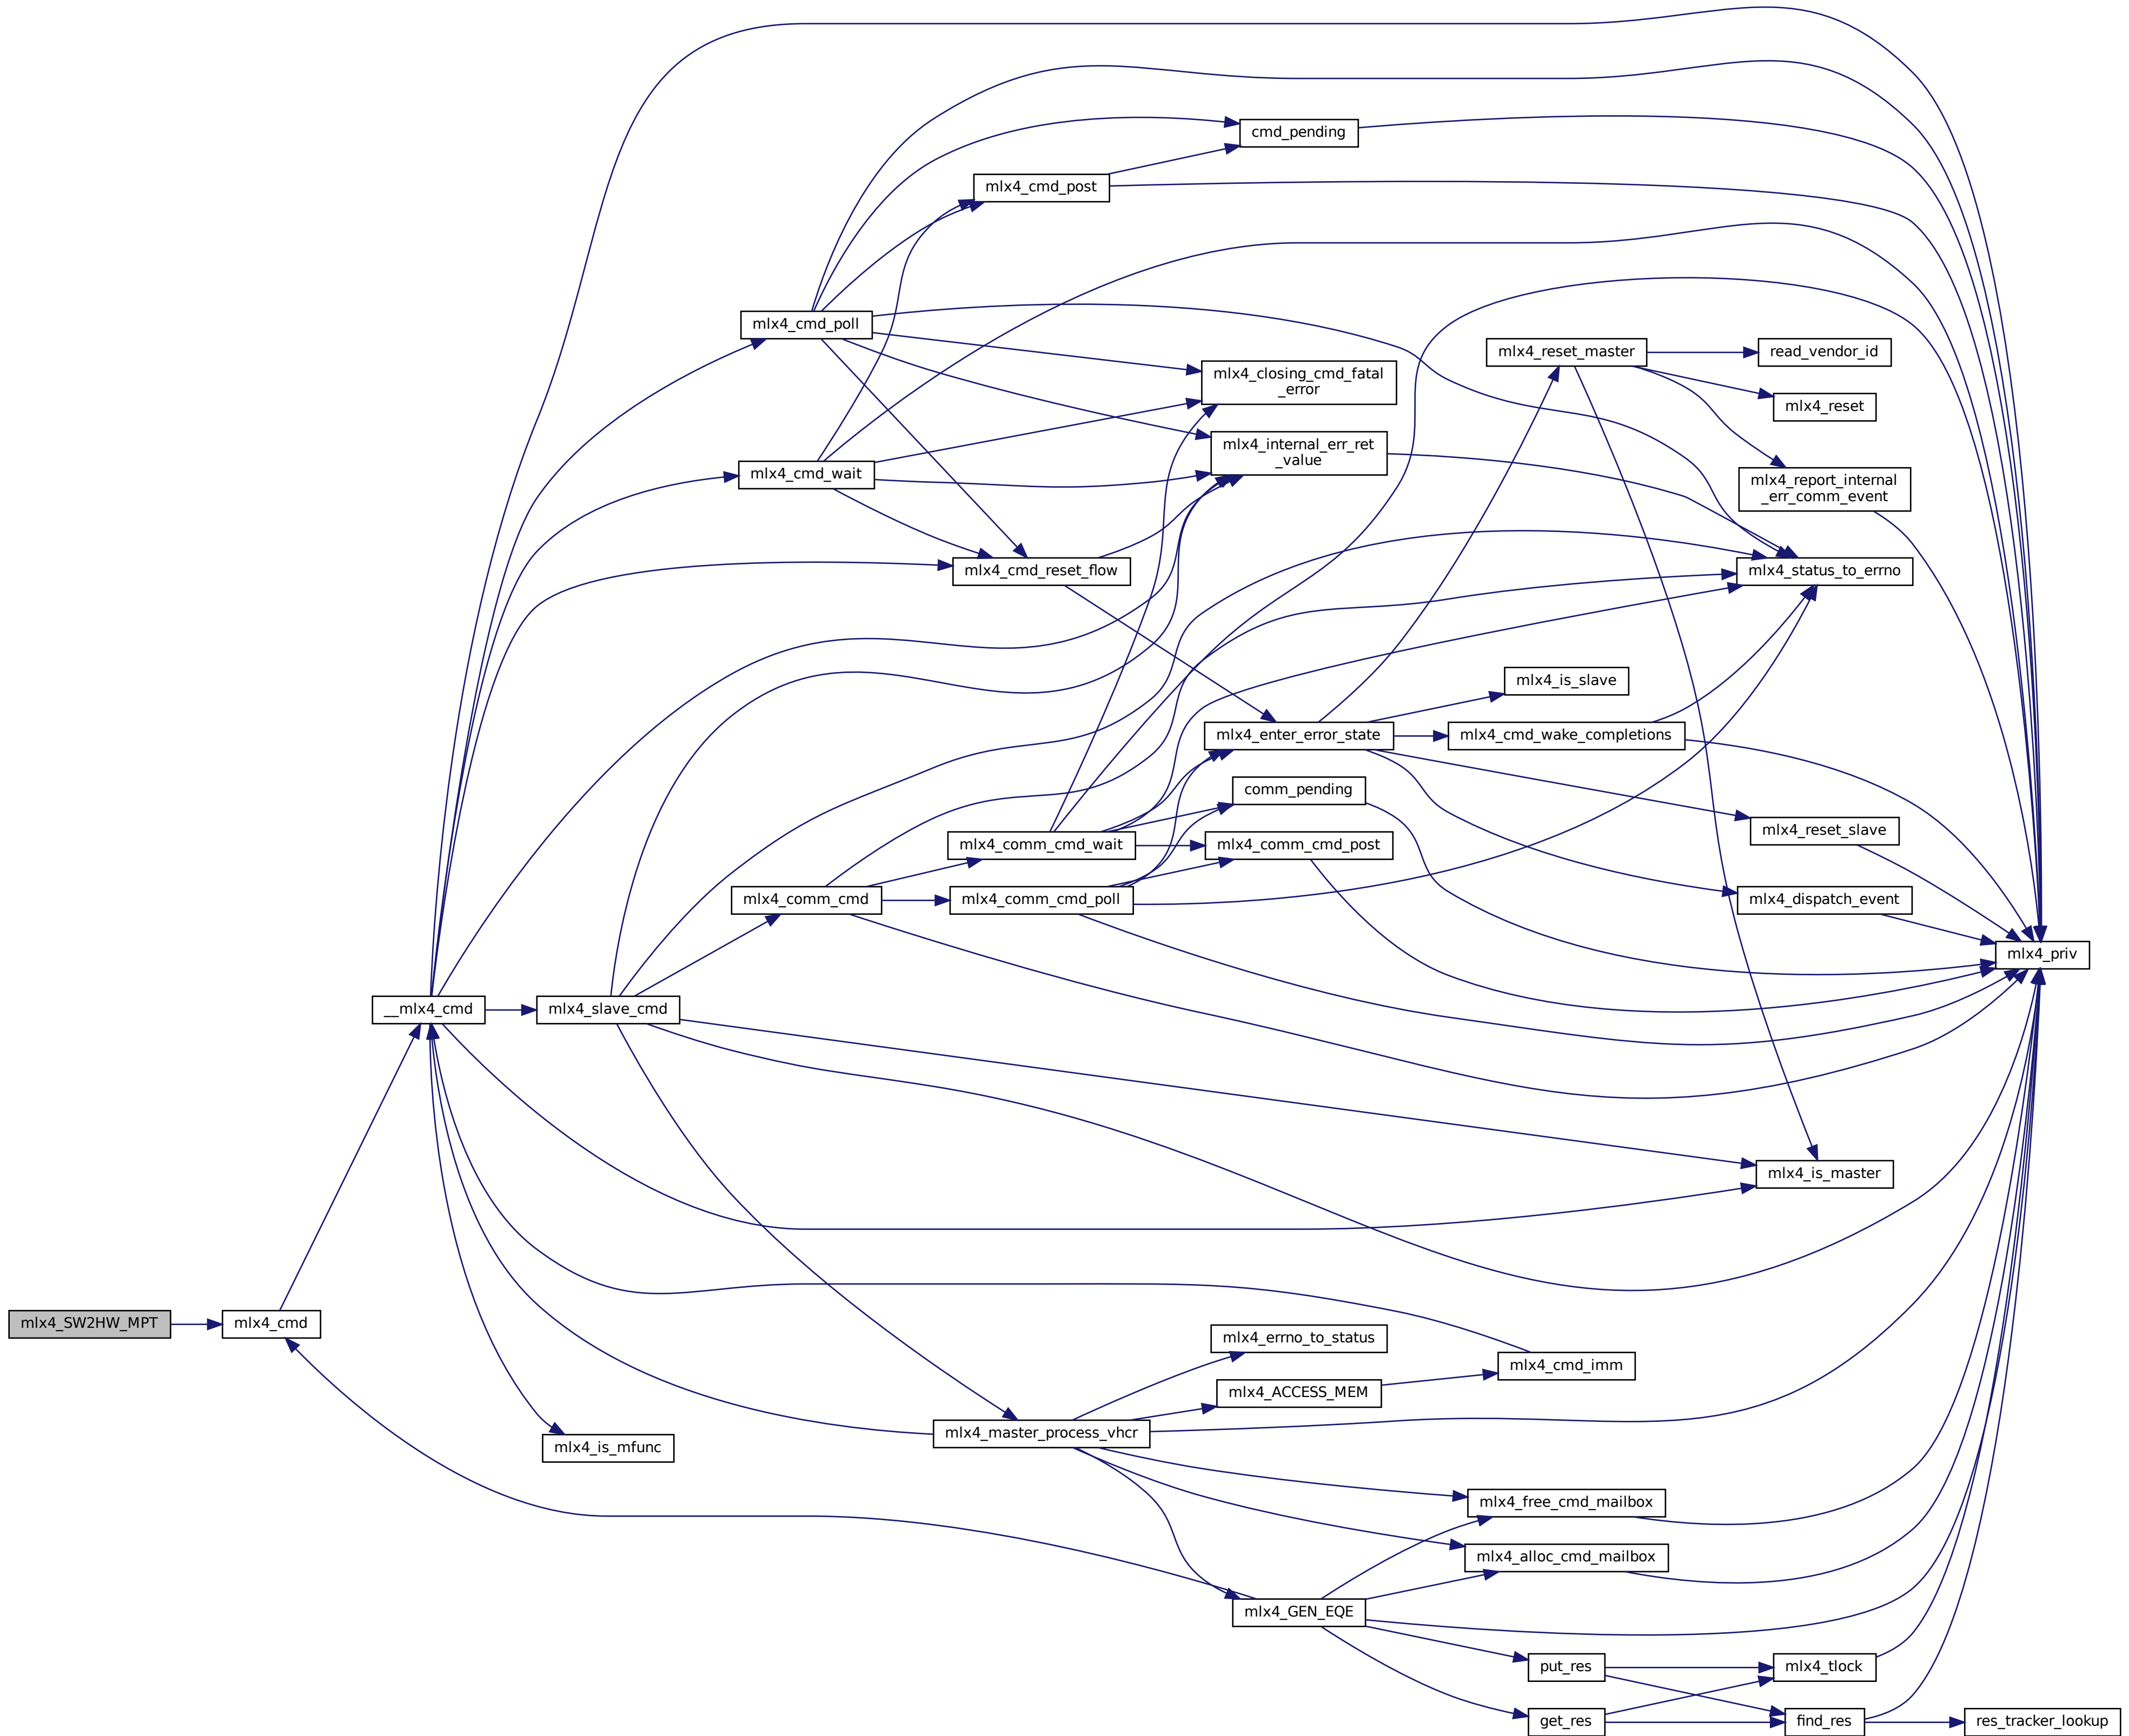 cmd_pending
mlx4_cmd_post
mlx4_cmd_poll
mlx4_reset_master
read_vendor_id
mlx4_closing_cmd_fatal
_error
mlx4_reset
mlx4_internal_err_ret
_value
mlx4_cmd_wait
mlx4_report_internal
_err_comm_event
mlx4_cmd_reset_flow
mlx4_status_to_errno
mlx4_is_slave
mlx4_enter_error_state
mlx4_cmd_wake_completions
comm_pending
mlx4_reset_slave
mlx4_comm_cmd_wait
mlx4_comm_cmd_post
mlx4_comm_cmd
mlx4_comm_cmd_poll
mlx4_dispatch_event
mlx4_priv
__mlx4_cmd
mlx4_slave_cmd
mlx4_is_master
mlx4_SW2HW_MPT
mlx4_cmd
mlx4_errno_to_status
mlx4_cmd_imm
mlx4_ACCESS_MEM
mlx4_master_process_vhcr
mlx4_is_mfunc
mlx4_free_cmd_mailbox
mlx4_alloc_cmd_mailbox
mlx4_GEN_EQE
put_res
mlx4_tlock
get_res
find_res
res_tracker_lookup